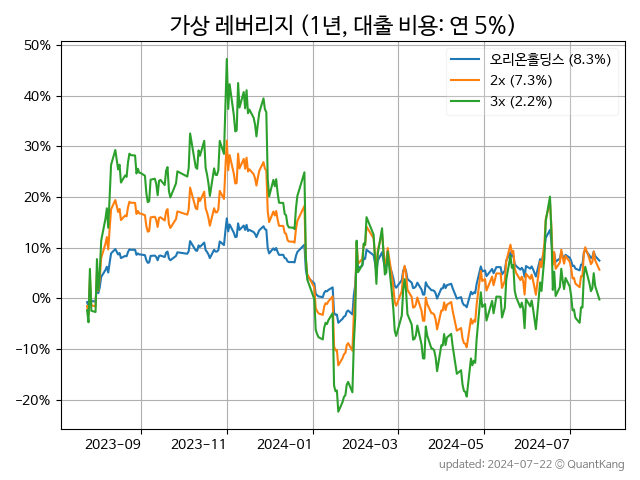 가상 레버리지 (1년, 대출 비용: 연 5%)
50%
40%
30%
20%
10%
0%
−10%
−20%
오리온홀딩스 (8.3%)
2x (7.3%)
3x (2.2%)
2023-09
2023-11
2024-01
2024-03
2024-05
2024-07
updated: 2024-07-22 © QuantKang